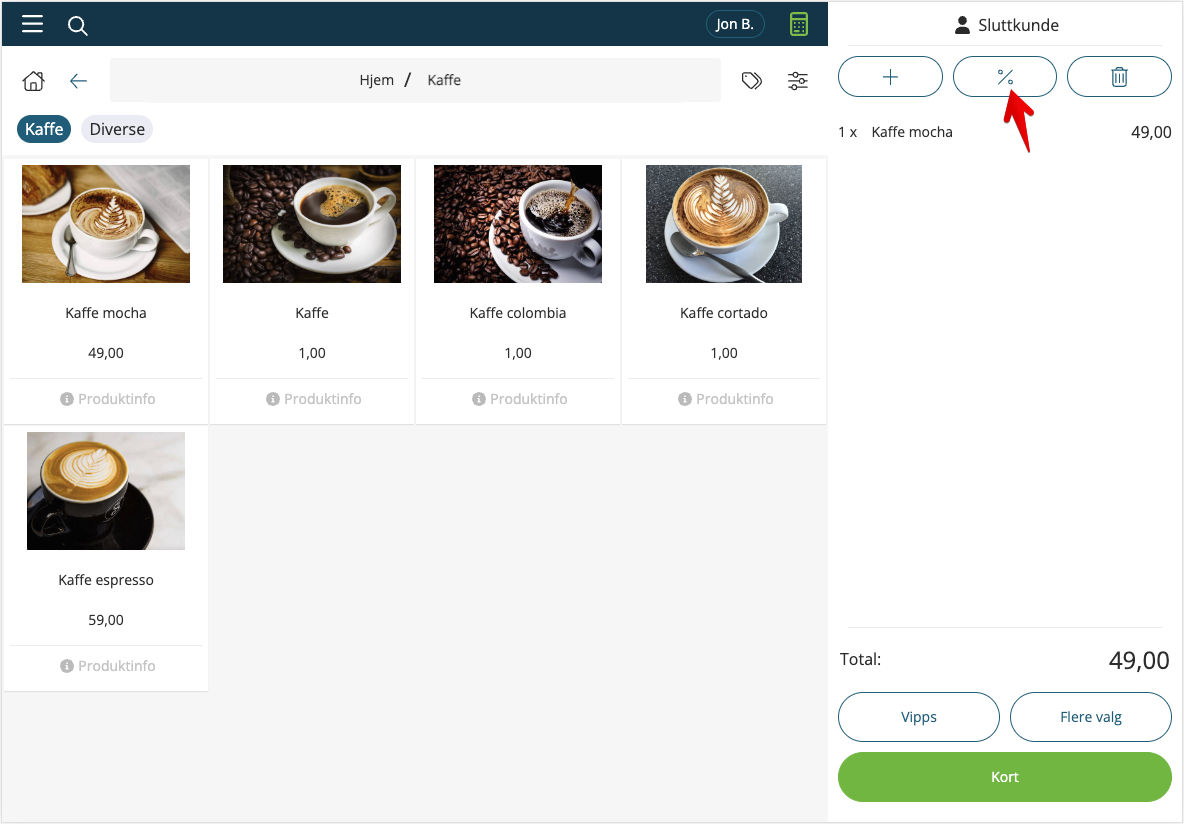 Jon B.
Hjem / Kaffe
Kaffe
Diverse
Kaffe mocha
49,00
Produktinfo
Kaffe
1,00
Produktinfo
Kaffe colombia
1,00
Produktinfo
Kaffe cortado
1,00
Produktinfo
Kaffe espresso
59,00
Produktinfo
Sluttkunde
1 x Kaffe mocha 49,00
Total: 49,00
Vipps
Flere valg
Kort